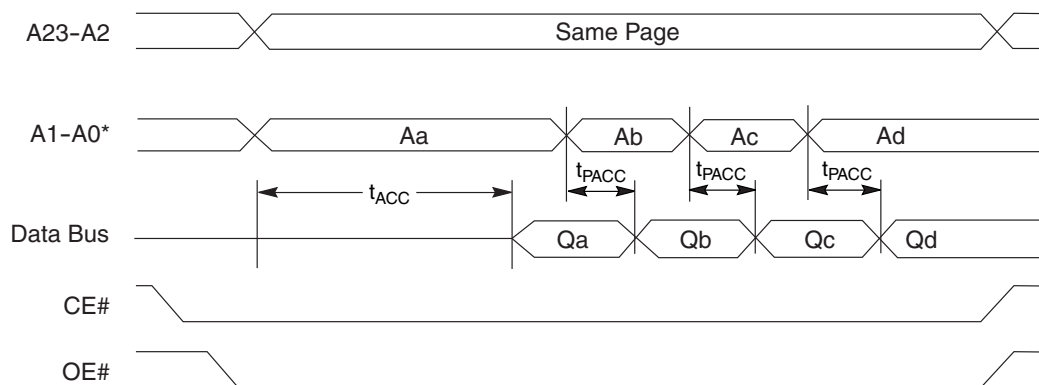 A23-A2
Same Page
A1-A0*
Aa
Ab
Ac
Ad
tPACC
tPACC
tPACC
tACC
Data Bus
Qa
Qb
Qc
Qd
CE#
OE#